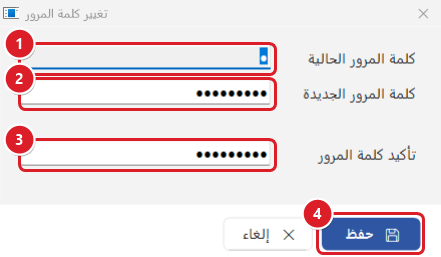 تغيير كلمة المرور
1
كلمة المرور الحالية
2
كلمة المرور الجديدة
3
تأكيد كلمة المرور
4
حفظ
إلغاء